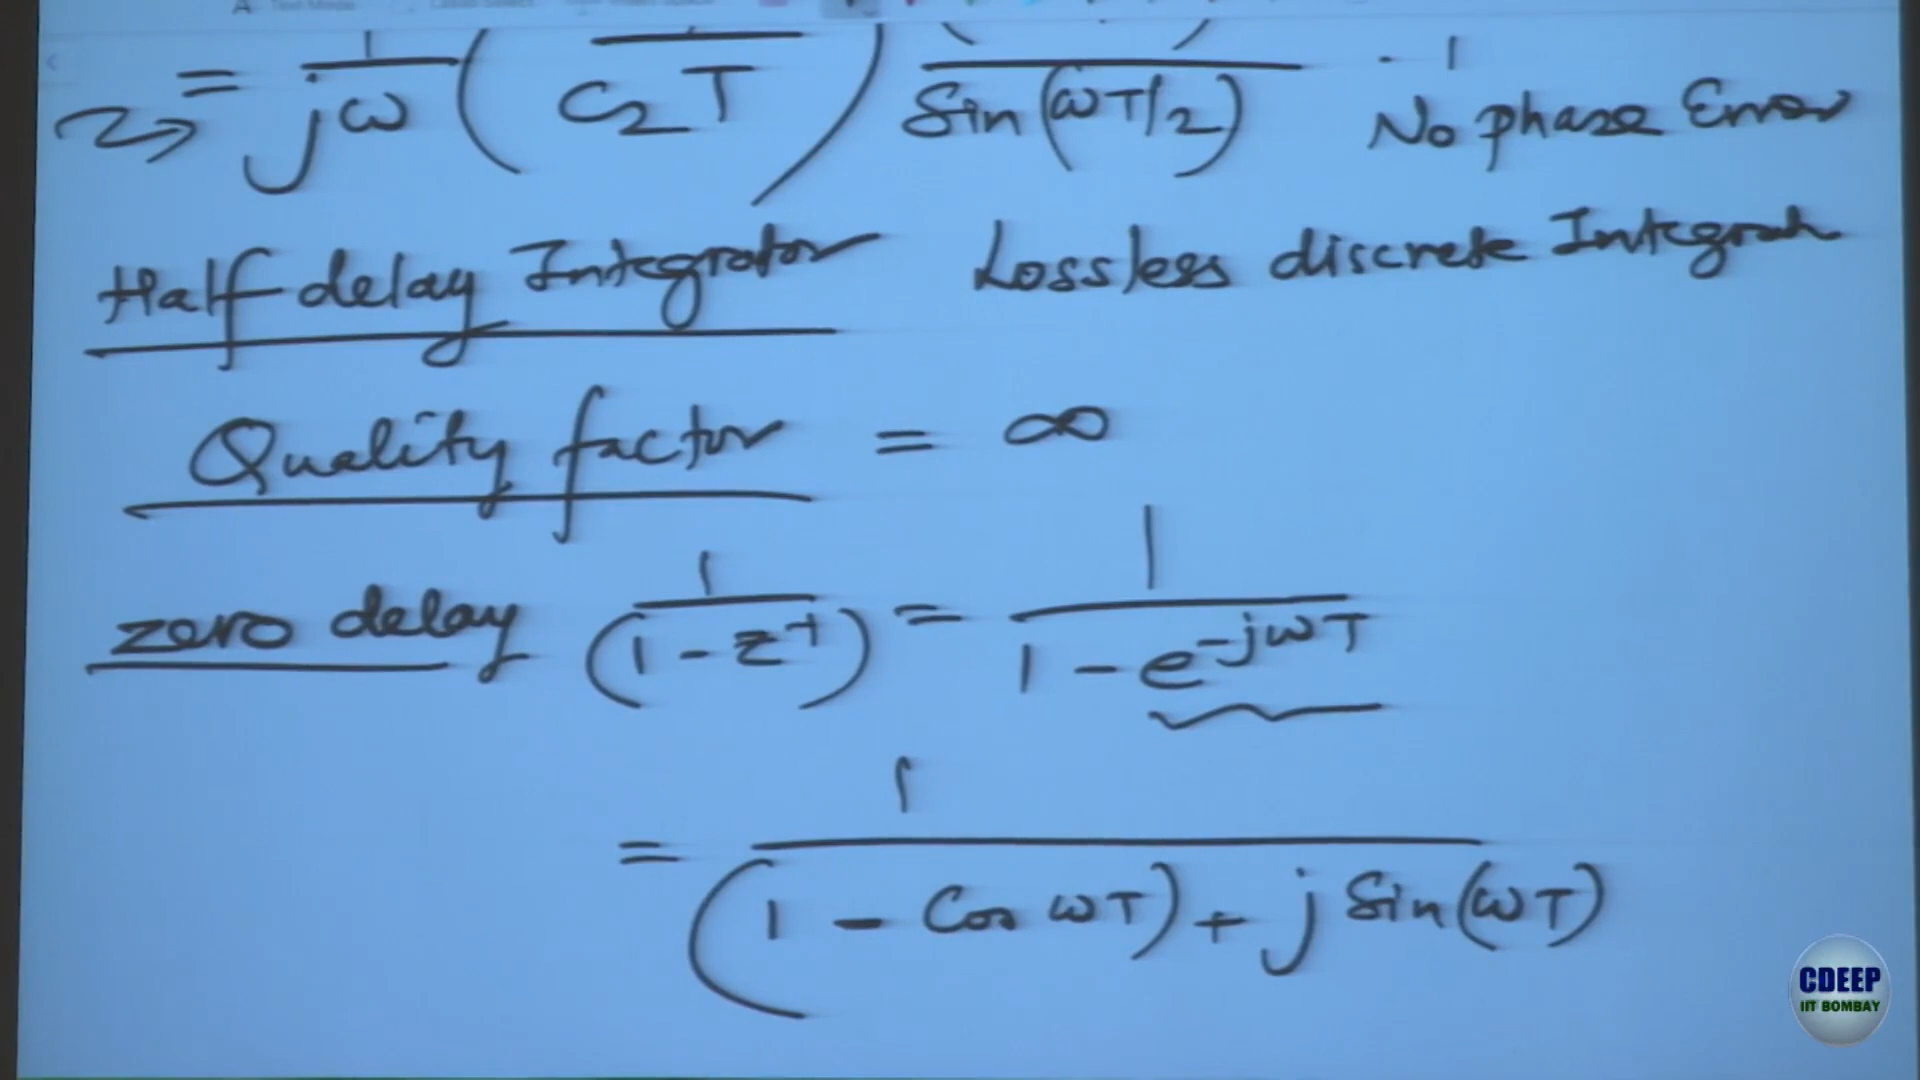 = 1/jω ( / C₂T ) / Sin(ωT/2) No phase Error
Half delay Integrator Lossless discrete Integrator
Quality factor = ∞
zero delay 1/(1 - z⁻¹) = 1/(1 - e^(-jωT))
= 1/((1 - Cos ωT) + j Sin(ωT))
CDEEP
IIT BOMBAY